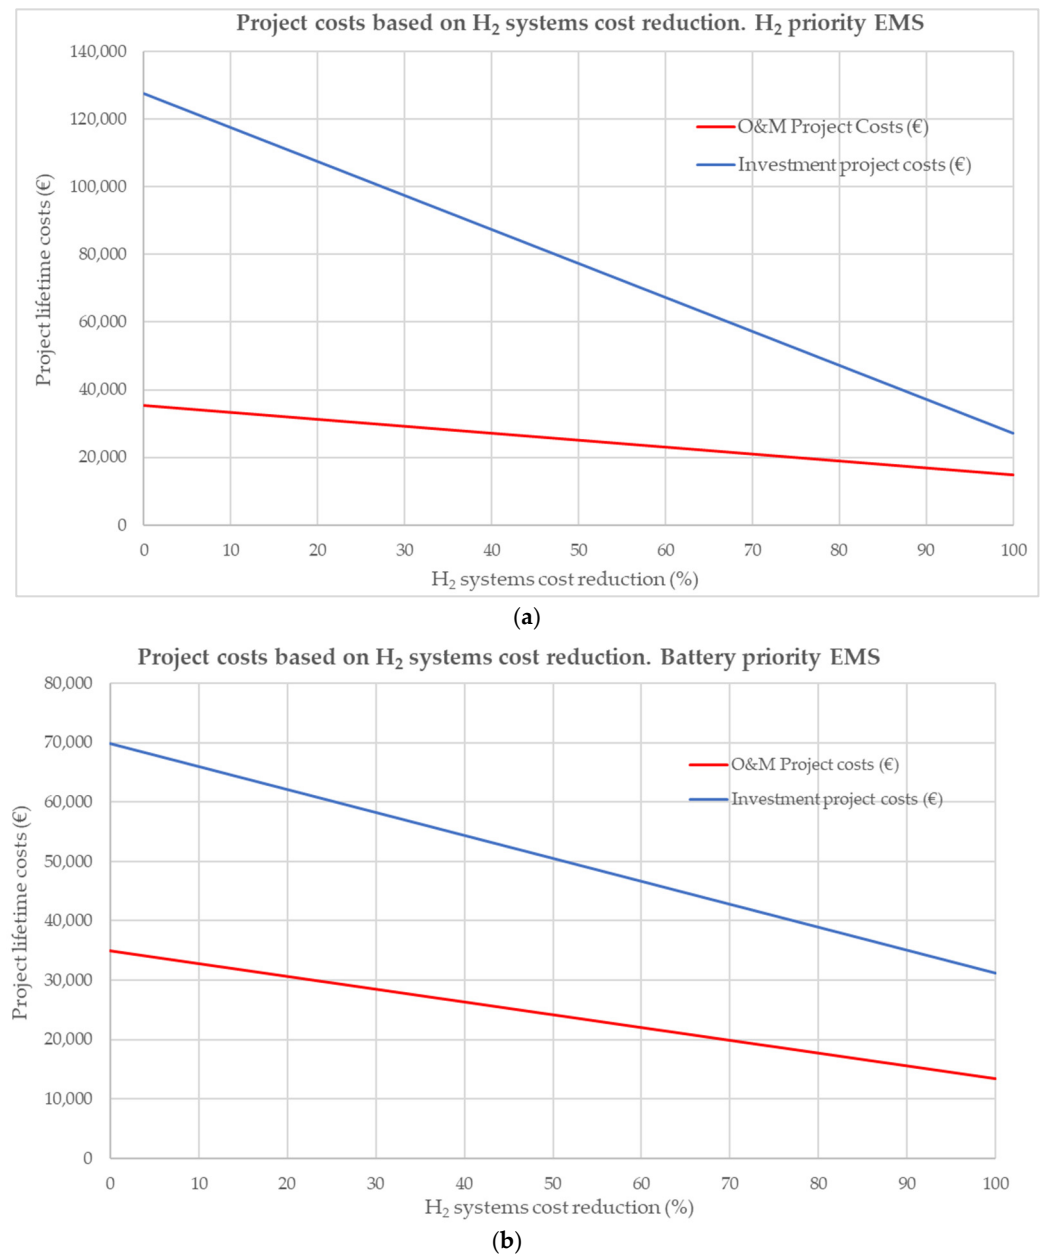 Project costs based on H₂ systems cost reduction. H₂ priority EMS
140,000
120,000
100,000
80,000
60,000
40,000
20,000
0
Project lifetime costs (€)
O&M Project Costs (€)
Investment project costs (€)
0 10 20 30 40 50 60 70 80 90 100
H₂ systems cost reduction (%)
(a)
Project costs based on H₂ systems cost reduction. Battery priority EMS
80,000
70,000
60,000
50,000
40,000
30,000
20,000
10,000
0
Project lifetime costs (€)
O&M Project costs (€)
Investment project costs (€)
0 10 20 30 40 50 60 70 80 90 100
H₂ systems cost reduction (%)
(b)